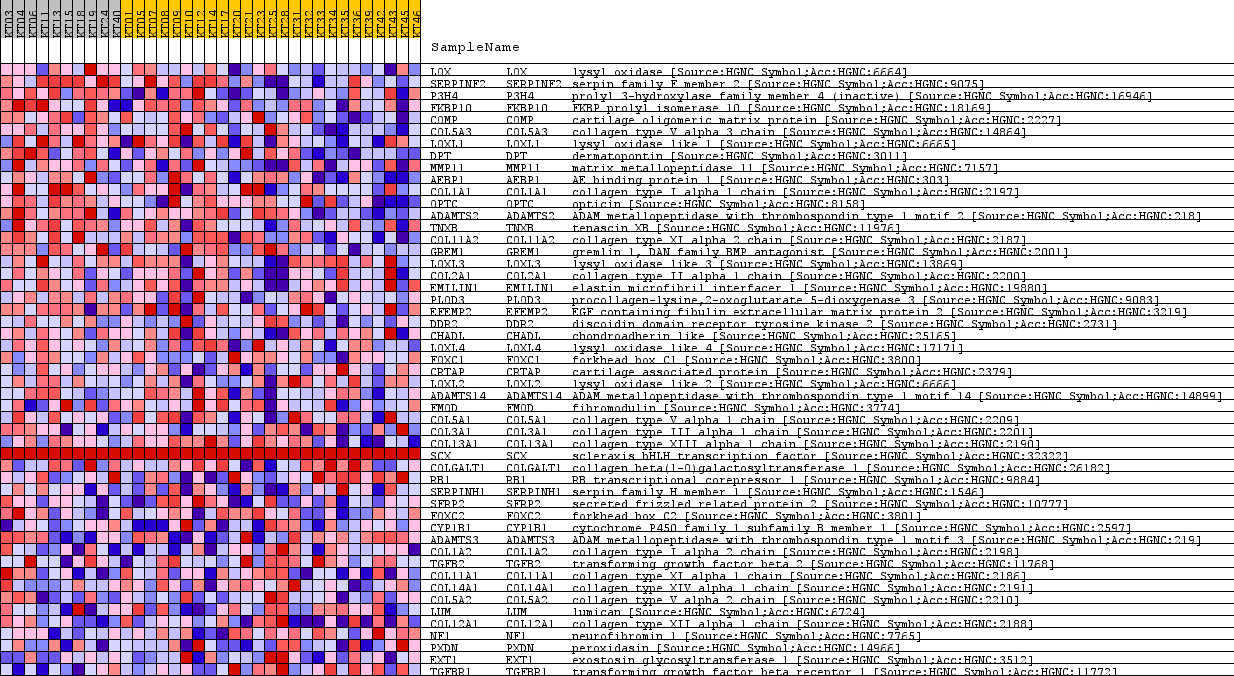 KT03 KT04 KT06 KT11 KT13 KT15 KT18 KT19 KT24 KT40 KT01 KT05 KT07 KT08 KT09 KT10 KT12 KT14 KT17 KT20 KT21 KT23 KT25 KT28 KT31 KT32 KT33 KT34 KT35 KT36 KT39 KT42 KT43 KT45 KT46
SampleName
LOX LOX lysyl oxidase [Source:HGNC Symbol;Acc:HGNC:6664]
SERPINF2 SERPINF2 serpin family F member 2 [Source:HGNC Symbol;Acc:HGNC:9075]
P3H4 P3H4 prolyl 3-hydroxylase family member 4 (inactive) [Source:HGNC Symbol;Acc:HGNC:16946]
FKBP10 FKBP10 FKBP prolyl isomerase 10 [Source:HGNC Symbol;Acc:HGNC:18169]
COMP COMP cartilage oligomeric matrix protein [Source:HGNC Symbol;Acc:HGNC:2227]
COL5A3 COL5A3 collagen type V alpha 3 chain [Source:HGNC Symbol;Acc:HGNC:14864]
LOXL1 LOXL1 lysyl oxidase like 1 [Source:HGNC Symbol;Acc:HGNC:6665]
DPT DPT dermatopontin [Source:HGNC Symbol;Acc:HGNC:3011]
MMP11 MMP11 matrix metallopeptidase 11 [Source:HGNC Symbol;Acc:HGNC:7157]
AEBP1 AEBP1 AE binding protein 1 [Source:HGNC Symbol;Acc:HGNC:303]
COL1A1 COL1A1 collagen type I alpha 1 chain [Source:HGNC Symbol;Acc:HGNC:2197]
OPTC OPTC opticin [Source:HGNC Symbol;Acc:HGNC:8158]
ADAMTS2 ADAMTS2 ADAM metallopeptidase with thrombospondin type 1 motif 2 [Source:HGNC Symbol;Acc:HGNC:218]
TNXB TNXB tenascin XB [Source:HGNC Symbol;Acc:HGNC:11976]
COL11A2 COL11A2 collagen type XI alpha 2 chain [Source:HGNC Symbol;Acc:HGNC:2187]
GREM1 GREM1 gremlin 1, DAN family BMP antagonist [Source:HGNC Symbol;Acc:HGNC:2001]
LOXL3 LOXL3 lysyl oxidase like 3 [Source:HGNC Symbol;Acc:HGNC:13869]
COL2A1 COL2A1 collagen type II alpha 1 chain [Source:HGNC Symbol;Acc:HGNC:2200]
EMILIN1 EMILIN1 elastin microfibril interfacer 1 [Source:HGNC Symbol;Acc:HGNC:19880]
PLOD3 PLOD3 procollagen-lysine,2-oxoglutarate 5-dioxygenase 3 [Source:HGNC Symbol;Acc:HGNC:9083]
EFEMP2 EFEMP2 EGF containing fibulin extracellular matrix protein 2 [Source:HGNC Symbol;Acc:HGNC:3219]
DDR2 DDR2 discoidin domain receptor tyrosine kinase 2 [Source:HGNC Symbol;Acc:HGNC:2731]
CHADL CHADL chondroadherin like [Source:HGNC Symbol;Acc:HGNC:25165]
LOXL4 LOXL4 lysyl oxidase like 4 [Source:HGNC Symbol;Acc:HGNC:17171]
FOXC1 FOXC1 forkhead box C1 [Source:HGNC Symbol;Acc:HGNC:3800]
CRTAP CRTAP cartilage associated protein [Source:HGNC Symbol;Acc:HGNC:2379]
LOXL2 LOXL2 lysyl oxidase like 2 [Source:HGNC Symbol;Acc:HGNC:6666]
ADAMTS14 ADAMTS14 ADAM metallopeptidase with thrombospondin type 1 motif 14 [Source:HGNC Symbol;Acc:HGNC:14899]
FMOD FMOD fibromodulin [Source:HGNC Symbol;Acc:HGNC:3774]
COL5A1 COL5A1 collagen type V alpha 1 chain [Source:HGNC Symbol;Acc:HGNC:2209]
COL3A1 COL3A1 collagen type III alpha 1 chain [Source:HGNC Symbol;Acc:HGNC:2201]
COL13A1 COL13A1 collagen type XIII alpha 1 chain [Source:HGNC Symbol;Acc:HGNC:2190]
SCX SCX scleraxis bHLH transcription factor [Source:HGNC Symbol;Acc:HGNC:32322]
COLGALT1 COLGALT1 collagen beta(1-O)galactosyltransferase 1 [Source:HGNC Symbol;Acc:HGNC:26182]
RB1 RB1 RB transcriptional corepressor 1 [Source:HGNC Symbol;Acc:HGNC:9884]
SERPINH1 SERPINH1 serpin family H member 1 [Source:HGNC Symbol;Acc:HGNC:1546]
SFRP2 SFRP2 secreted frizzled related protein 2 [Source:HGNC Symbol;Acc:HGNC:10777]
FOXC2 FOXC2 forkhead box C2 [Source:HGNC Symbol;Acc:HGNC:3801]
CYP1B1 CYP1B1 cytochrome P450 family 1 subfamily B member 1 [Source:HGNC Symbol;Acc:HGNC:2597]
ADAMTS3 ADAMTS3 ADAM metallopeptidase with thrombospondin type 1 motif 3 [Source:HGNC Symbol;Acc:HGNC:219]
COL1A2 COL1A2 collagen type I alpha 2 chain [Source:HGNC Symbol;Acc:HGNC:2198]
TGFB2 TGFB2 transforming growth factor beta 2 [Source:HGNC Symbol;Acc:HGNC:11768]
COL11A1 COL11A1 collagen type XI alpha 1 chain [Source:HGNC Symbol;Acc:HGNC:2186]
COL14A1 COL14A1 collagen type XIV alpha 1 chain [Source:HGNC Symbol;Acc:HGNC:2191]
COL5A2 COL5A2 collagen type V alpha 2 chain [Source:HGNC Symbol;Acc:HGNC:2210]
LUM LUM lumican [Source:HGNC Symbol;Acc:HGNC:6724]
COL12A1 COL12A1 collagen type XII alpha 1 chain [Source:HGNC Symbol;Acc:HGNC:2188]
NF1 NF1 neurofibromin 1 [Source:HGNC Symbol;Acc:HGNC:7765]
PXDN PXDN peroxidasin [Source:HGNC Symbol;Acc:HGNC:14966]
EXT1 EXT1 exostosin glycosyltransferase 1 [Source:HGNC Symbol;Acc:HGNC:3512]
TGFBR1 TGFBR1 transforming growth factor beta receptor 1 [Source:HGNC Symbol;Acc:HGNC:11772]